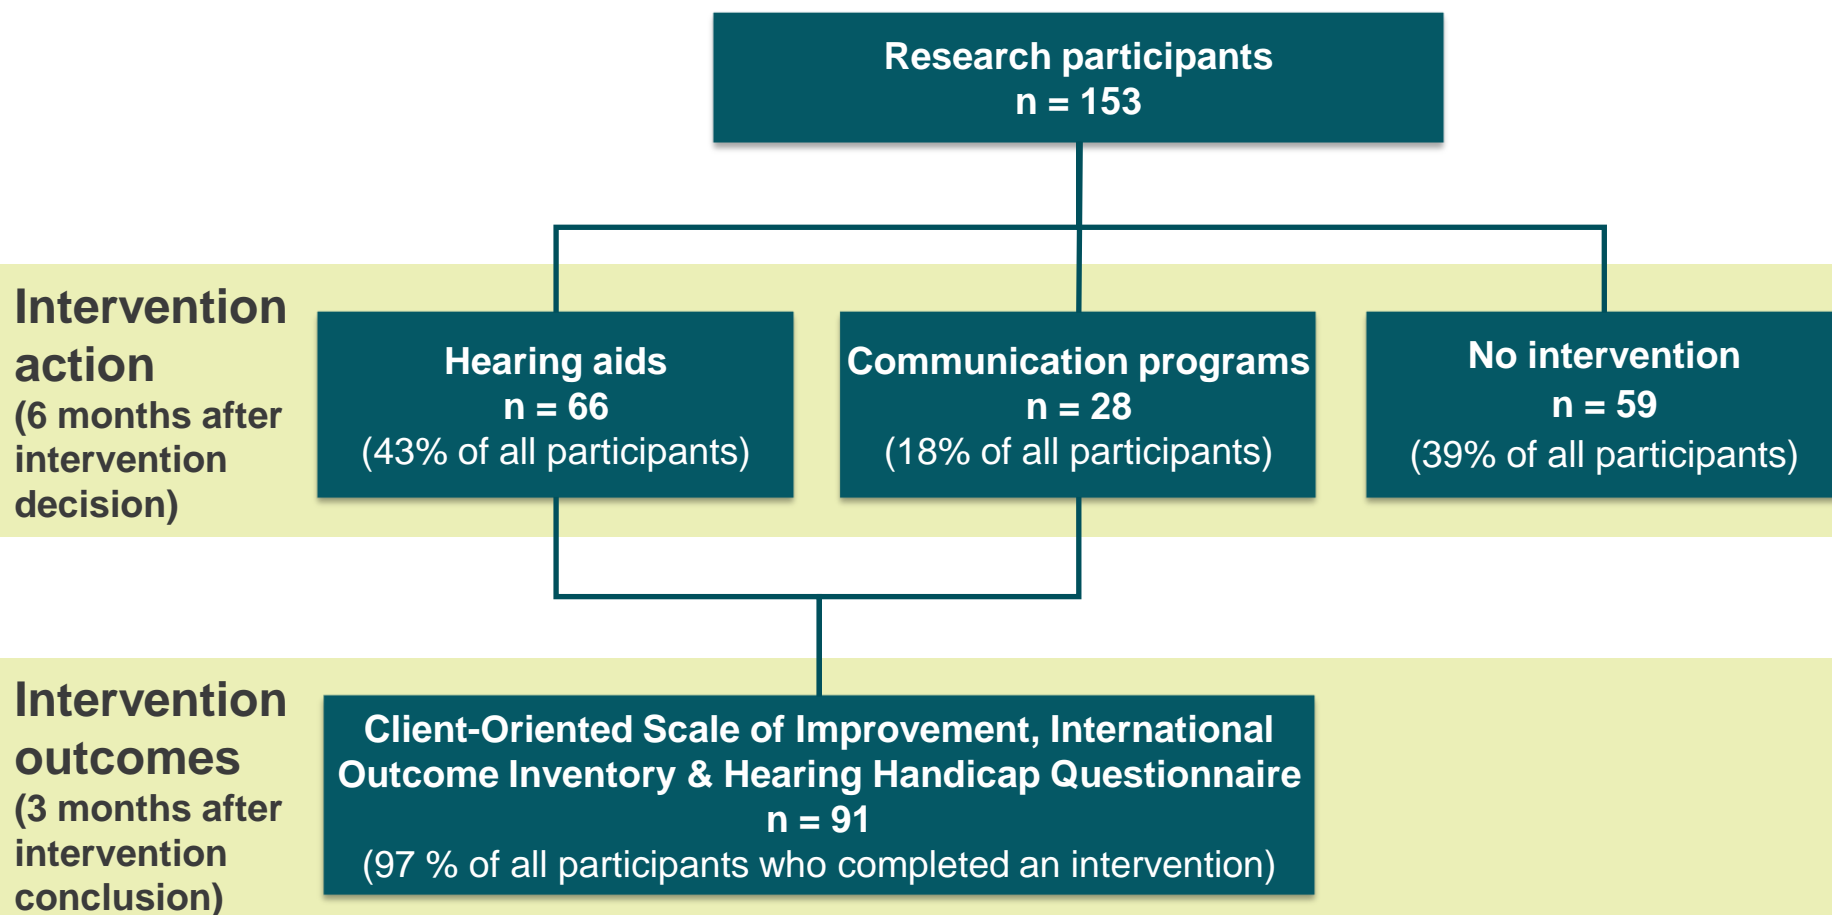 Research participants
n = 153
Intervention
action
(6 months after
intervention
decision)
Hearing aids
n = 66
(43% of all participants)
Communication programs
n = 28
(18% of all participants)
No intervention
n = 59
(39% of all participants)
Intervention
outcomes
(3 months after
intervention
conclusion)
Client-Oriented Scale of Improvement, International
Outcome Inventory & Hearing Handicap Questionnaire
n = 91
(97 % of all participants who completed an intervention)